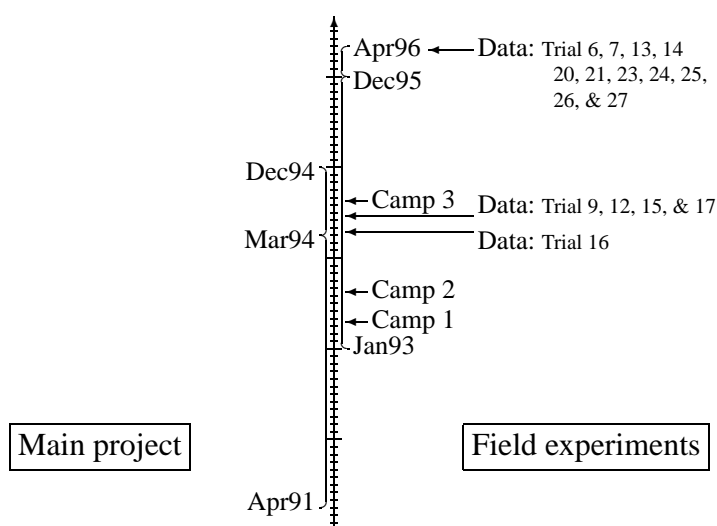 Apr96
Data: Trial 6, 7, 13, 14
20, 21, 23, 24, 25,
26, & 27
Dec95
Dec94
Camp 3
Data: Trial 9, 12, 15, & 17
Mar94
Data: Trial 16
Camp 2
Camp 1
Jan93
Main project
Field experiments
Apr91